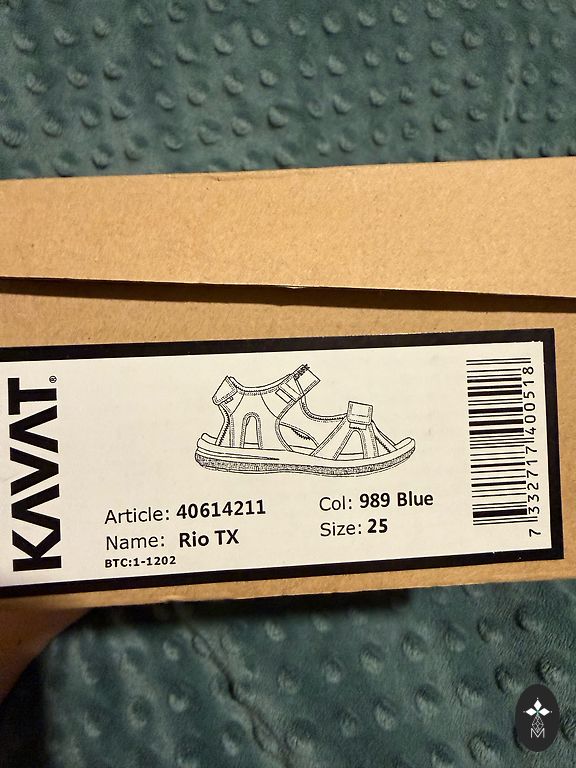 KAVAT®
Article: 40614211
Name: Rio TX
BTC:1-1202
Col: 989 Blue
Size: 25
7 332717 400518
M